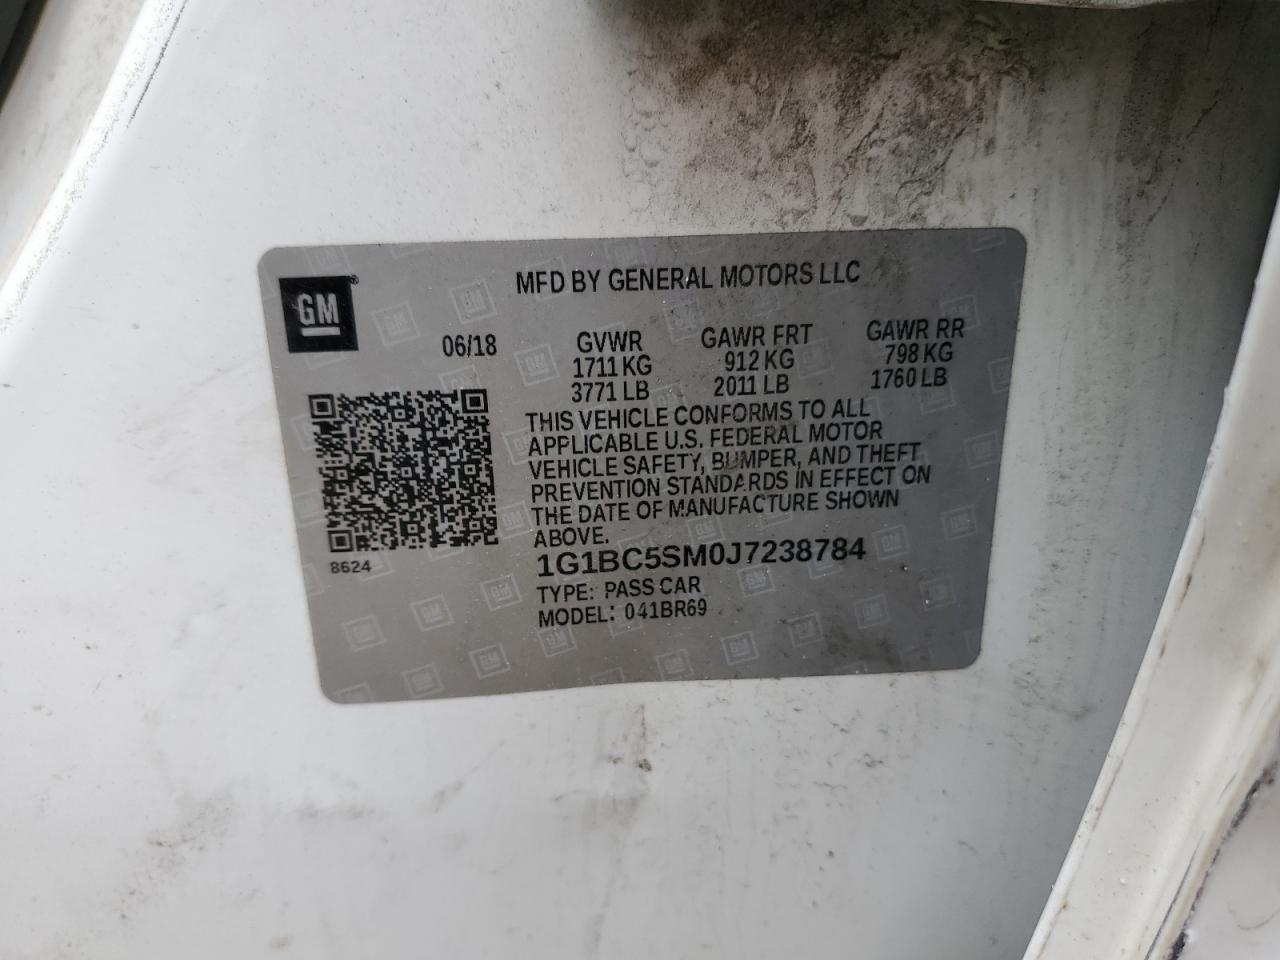 GM
MFD BY GENERAL MOTORS LLC
06/18
GVWR GAWR FRT GAWR RR
1711 KG 912 KG 798 KG
3771 LB 2011 LB 1760 LB
THIS VEHICLE CONFORMS TO ALL
APPLICABLE U.S. FEDERAL MOTOR
VEHICLE SAFETY, BUMPER, AND THEFT
PREVENTION STANDARDS IN EFFECT ON
THE DATE OF MANUFACTURE SHOWN
ABOVE.
8624
1G1BC5SM0J7238784
TYPE: PASS CAR
MODEL: 041BR69